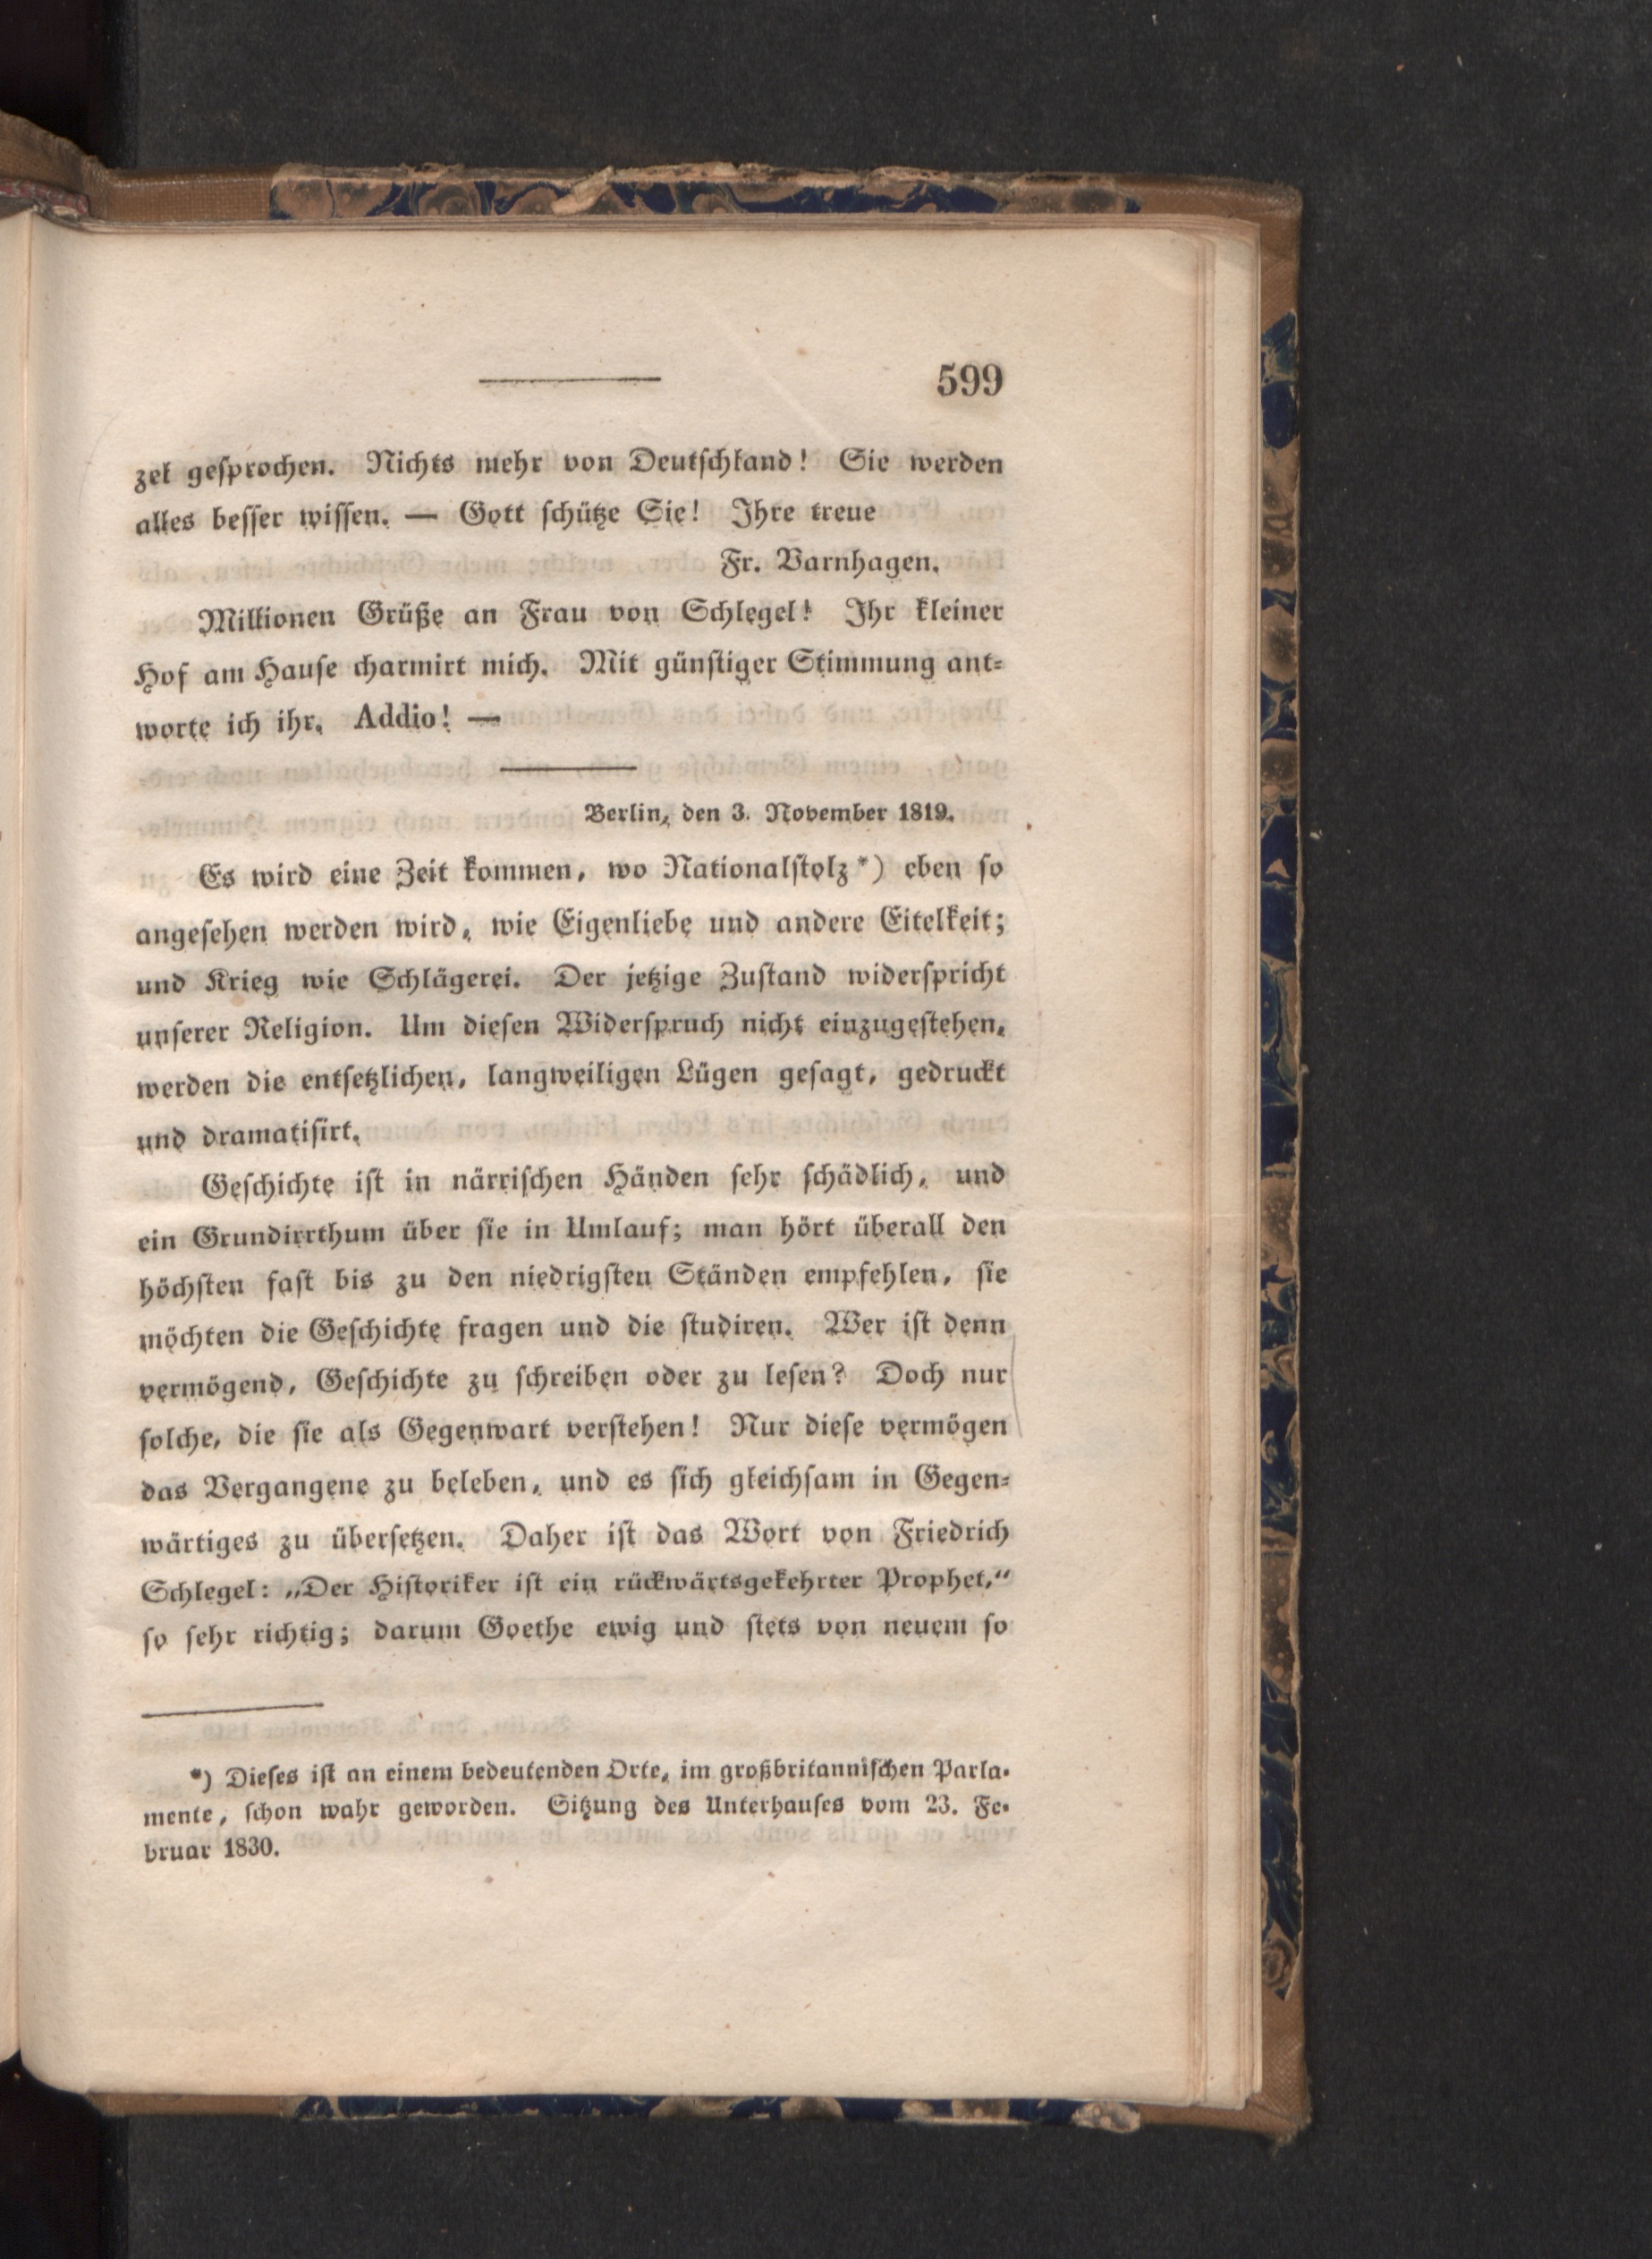 599
zel gesprochen. Nichts mehr von Deutschland! Sie werden
alles besser wissen. — Gott schütze Sie! Ihre treue
Fr. Varnhagen.
Millionen Grüße an Frau von Schlegel! Ihr kleiner
Hof am Hause charmirt mich. Mit günstiger Stimmung ant-
worte ich ihr. Addio! —
Berlin, den 3. November 1819.
Es wird eine Zeit kommen, wo Nationalstolz*) eben so
angesehen werden wird, wie Eigenliebe und andere Eitelkeit;
und Krieg wie Schlägerei. Der jetzige Zustand widerspricht
unserer Religion. Um diesen Widerspruch nicht einzugestehen,
werden die entsetzlichen, langweiligen Lügen gesagt, gedruckt
und dramatisirt.
Geschichte ist in närrischen Händen sehr schädlich, und
ein Grundirrthum über sie in Umlauf; man hört überall den
höchsten fast bis zu den niedrigsten Ständen empfehlen, sie
möchten die Geschichte fragen und die studiren. Wer ist denn
vermögend, Geschichte zu schreiben oder zu lesen? Doch nur
solche, die sie als Gegenwart verstehen! Nur diese vermögen
das Vergangene zu beleben, und es sich gleichsam in Gegen-
wärtiges zu übersetzen. Daher ist das Wort von Friedrich
Schlegel: „Der Historiker ist ein rückwärtsgekehrter Prophet,“
so sehr richtig; darum Goethe ewig und stets von neuem so
*) Dieses ist an einem bedeutenden Orte, im großbritannischen Parla-
mente, schon wahr geworden. Sitzung des Unterhauses vom 23. Fe-
bruar 1830.